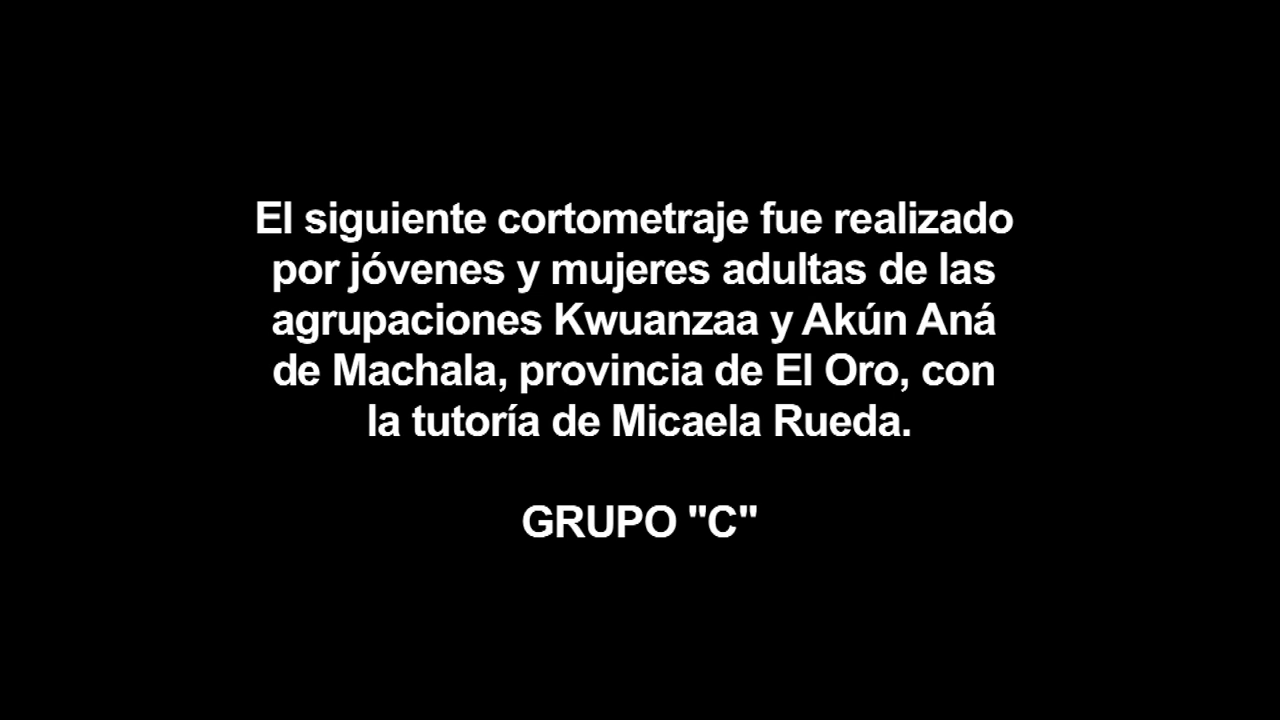 El siguiente cortometraje fue realizado
por jóvenes y mujeres adultas de las
agrupaciones Kwuanzaa y Akún Aná
de Machala, provincia de El Oro, con
la tutoría de Micaela Rueda.
GRUPO "C"